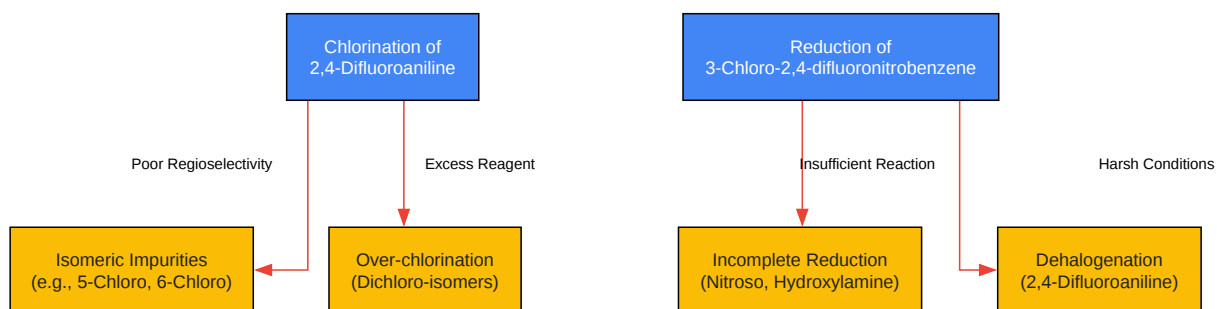 Chlorination of
2,4-Difluoroaniline
Reduction of
3-Chloro-2,4-difluoronitrobenzene
Poor Regioselectivity
Excess Reagent
Insufficient Reaction
Harsh Conditions
Isomeric Impurities
(e.g., 5-Chloro, 6-Chloro)
Over-chlorination
(Dichloro-isomers)
Incomplete Reduction
(Nitroso, Hydroxylamine)
Dehalogenation
(2,4-Difluoroaniline)